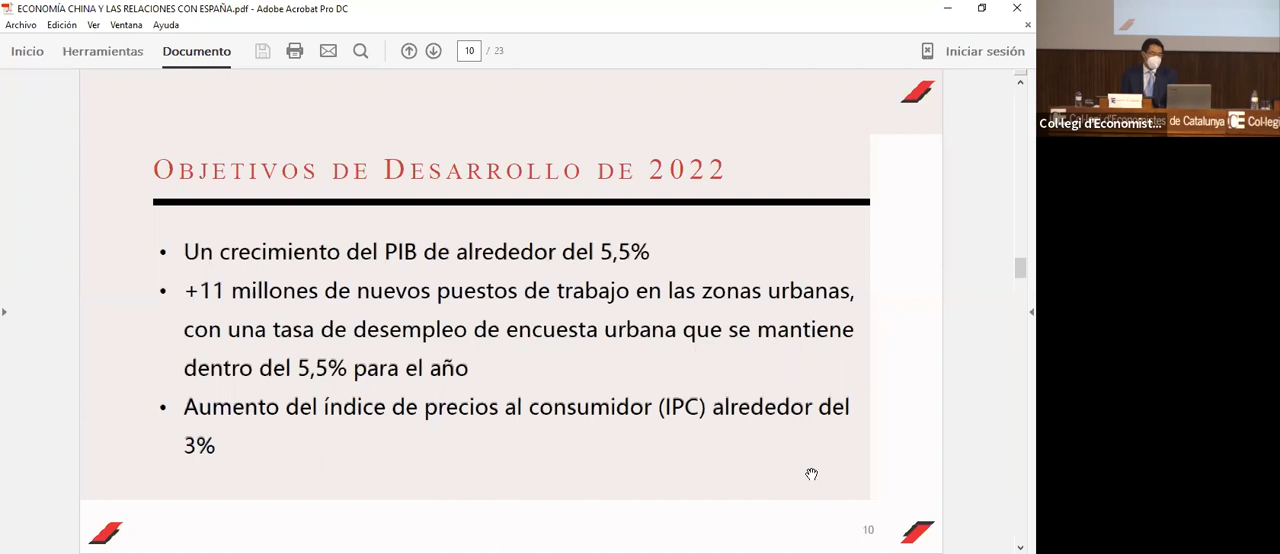 ECONOMÍA CHINA Y LAS RELACIONES CON ESPAÑA.pdf - Adobe Acrobat Pro DC
Archivo Edición Ver Ventana Ayuda
Inicio Herramientas Documento 10 / 23 Iniciar sesión
OBJETIVOS DE DESARROLLO DE 2022
• Un crecimiento del PIB de alrededor del 5,5%
• +11 millones de nuevos puestos de trabajo en las zonas urbanas,
con una tasa de desempleo de encuesta urbana que se mantiene
dentro del 5,5% para el año
• Aumento del índice de precios al consumidor (IPC) alrededor del
3%
10
Col·legi d'Economistes de Catalunya
Col·legi
Col·legi d'Economist...